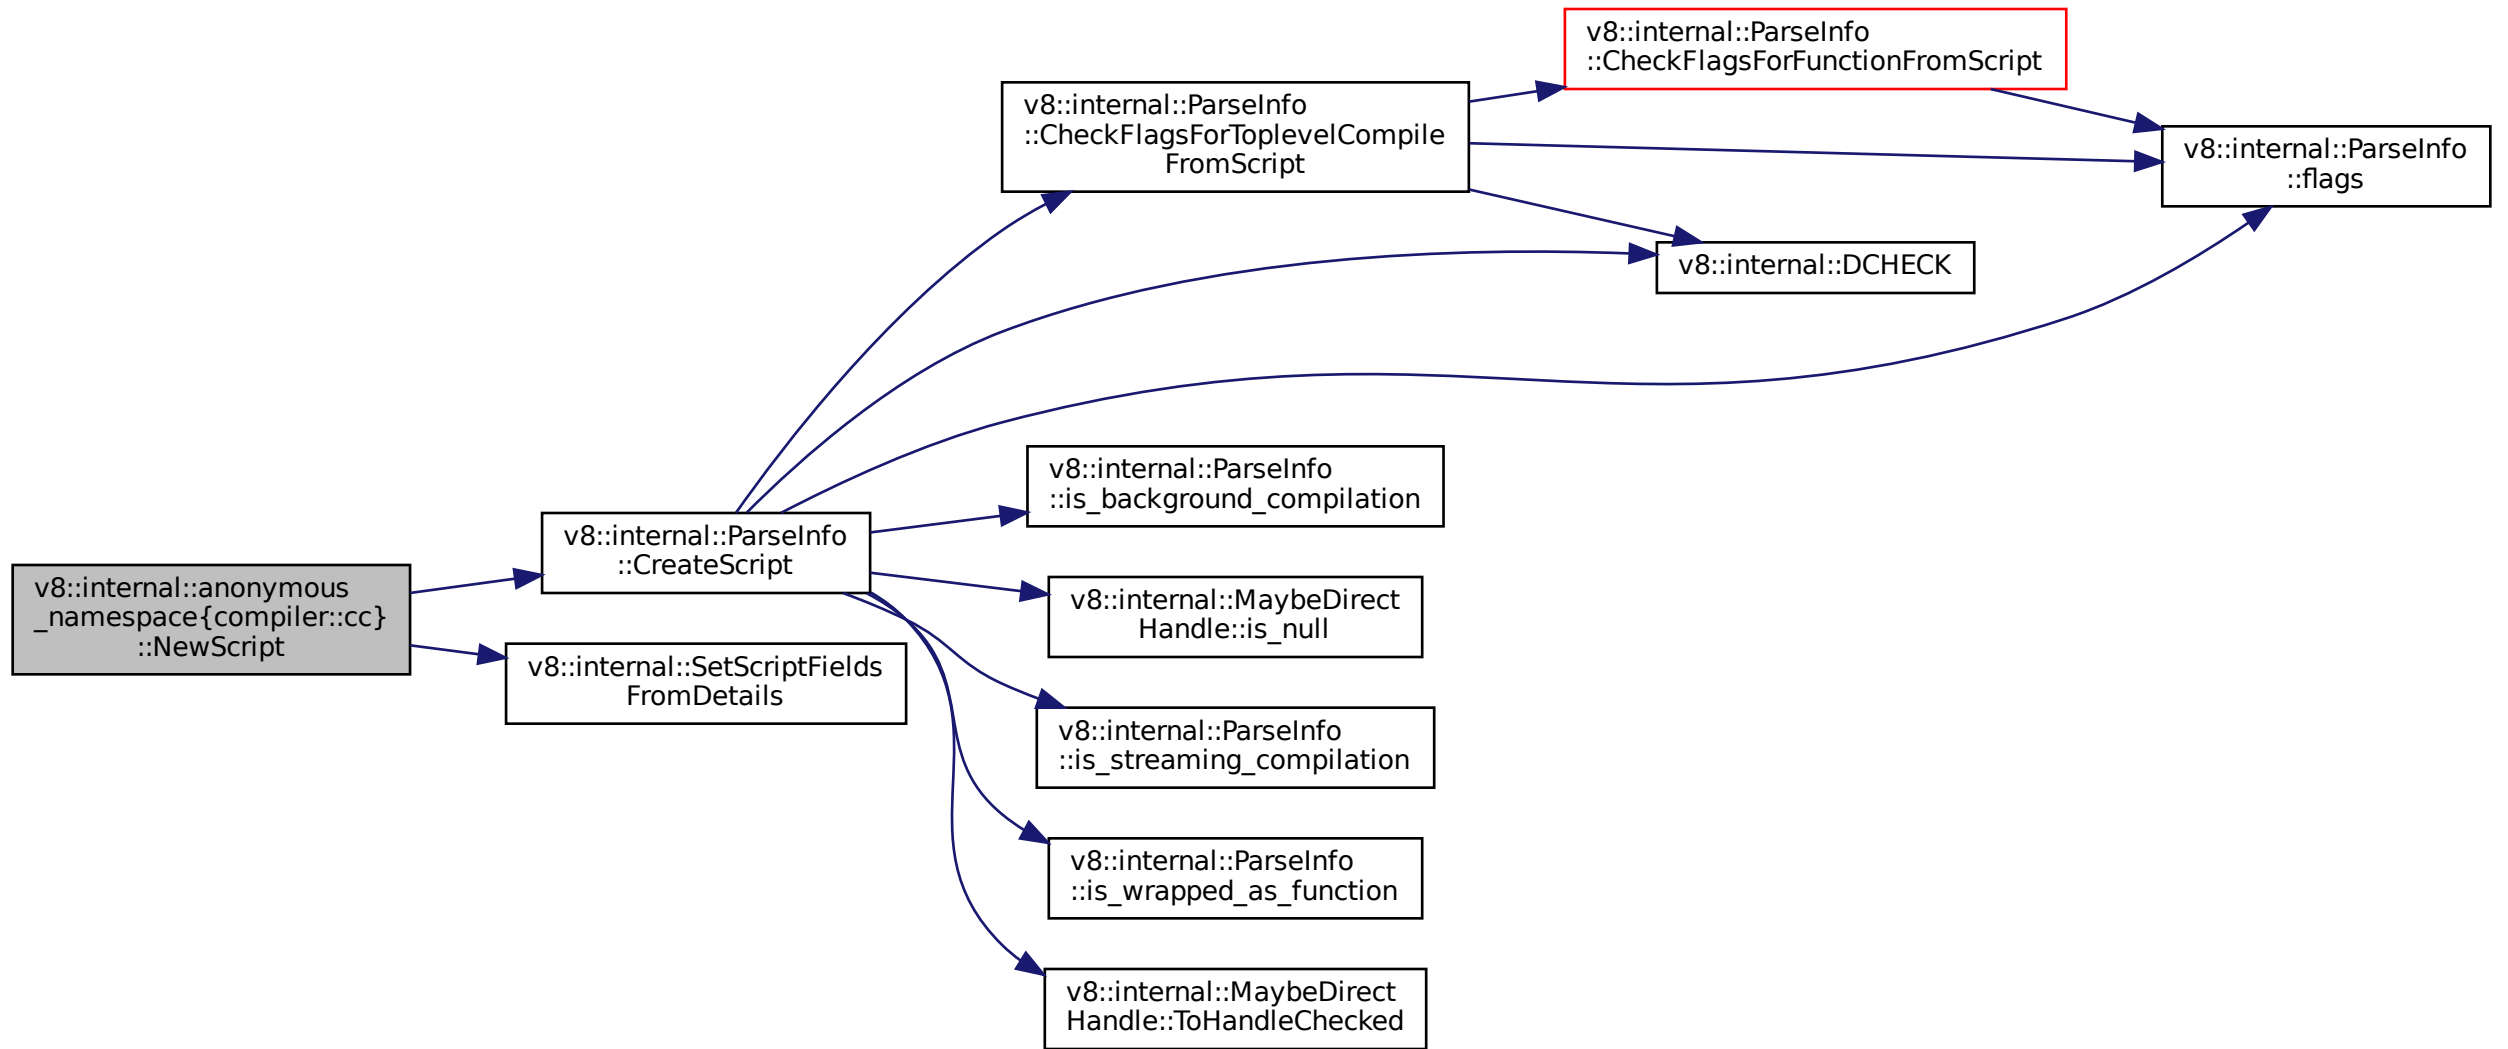 v8::internal::ParseInfo
::CheckFlagsForFunctionFromScript
v8::internal::ParseInfo
::CheckFlagsForToplevelCompile
FromScript
v8::internal::ParseInfo
::flags
v8::internal::DCHECK
v8::internal::ParseInfo
::is_background_compilation
v8::internal::ParseInfo
::CreateScript
v8::internal::anonymous
_namespace{compiler::cc}
::NewScript
v8::internal::MaybeDirect
Handle::is_null
v8::internal::SetScriptFields
FromDetails
v8::internal::ParseInfo
::is_streaming_compilation
v8::internal::ParseInfo
::is_wrapped_as_function
v8::internal::MaybeDirect
Handle::ToHandleChecked